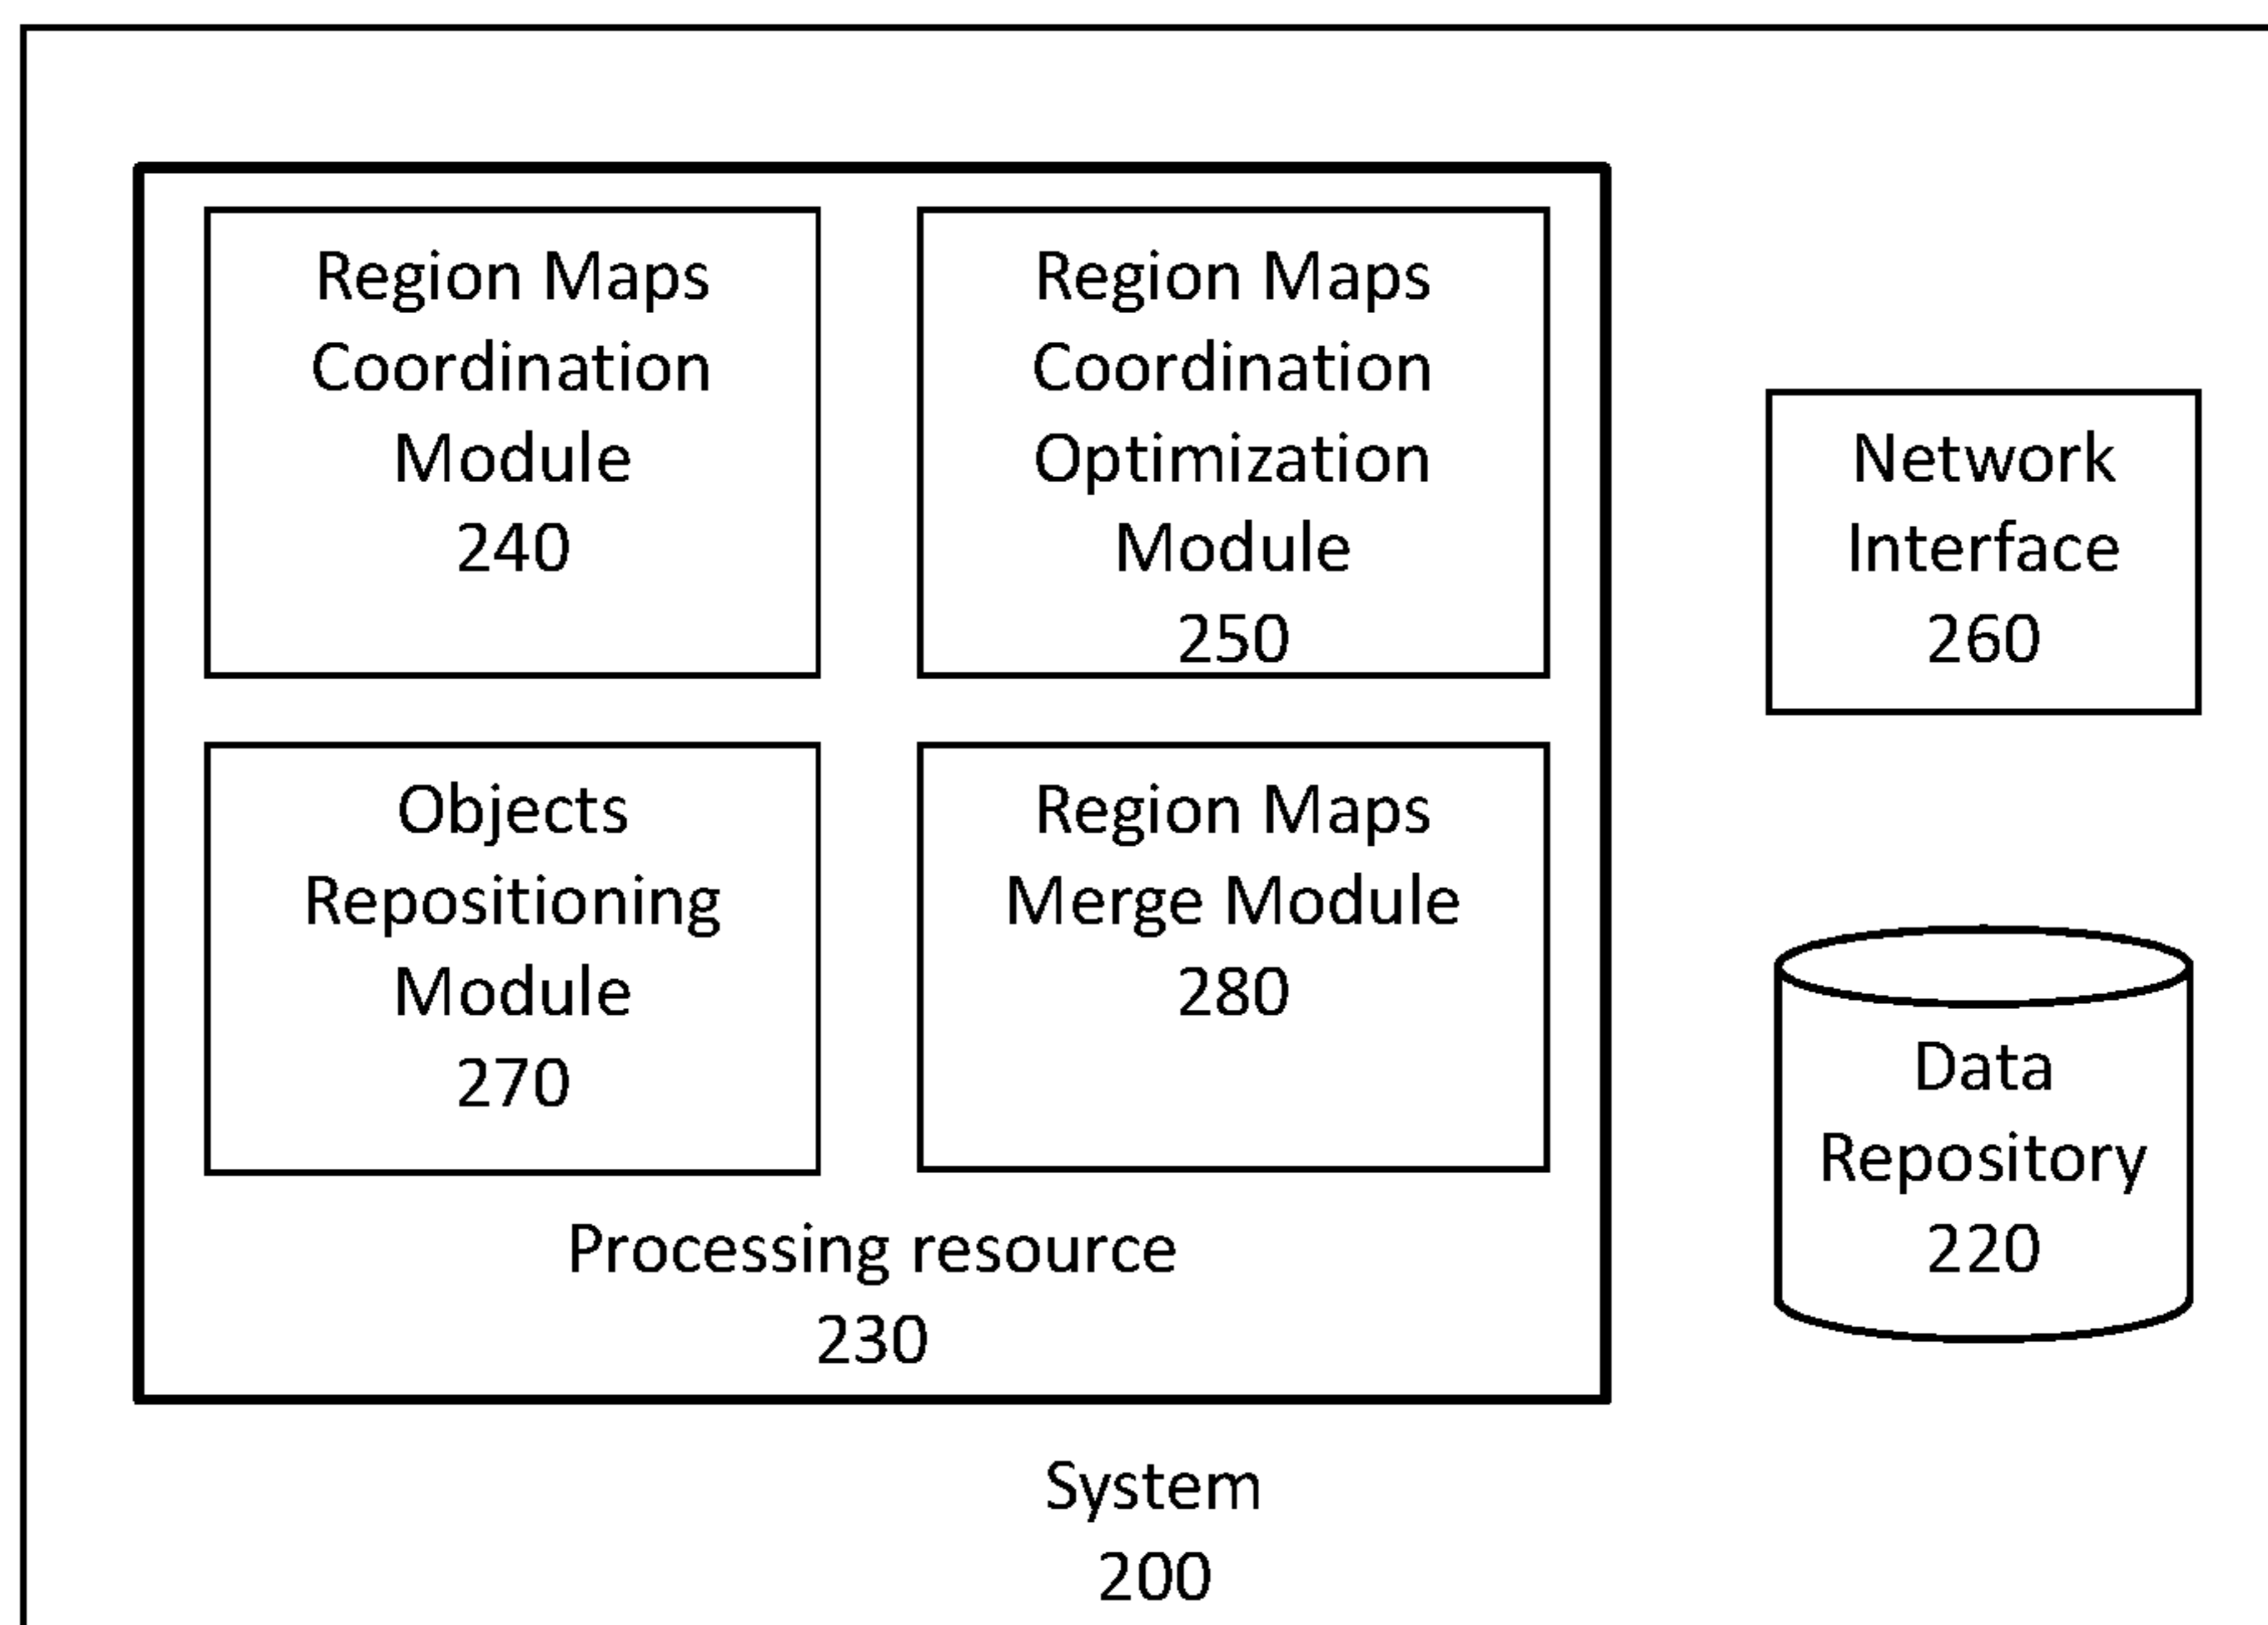 Region Maps
Coordination
Module
240
Region Maps
Coordination
Optimization
Module
250
Network
Interface
260
Objects
Repositioning
Module
270
Region Maps
Merge Module
280
Data
Repository
220
Processing resource
230
System
200